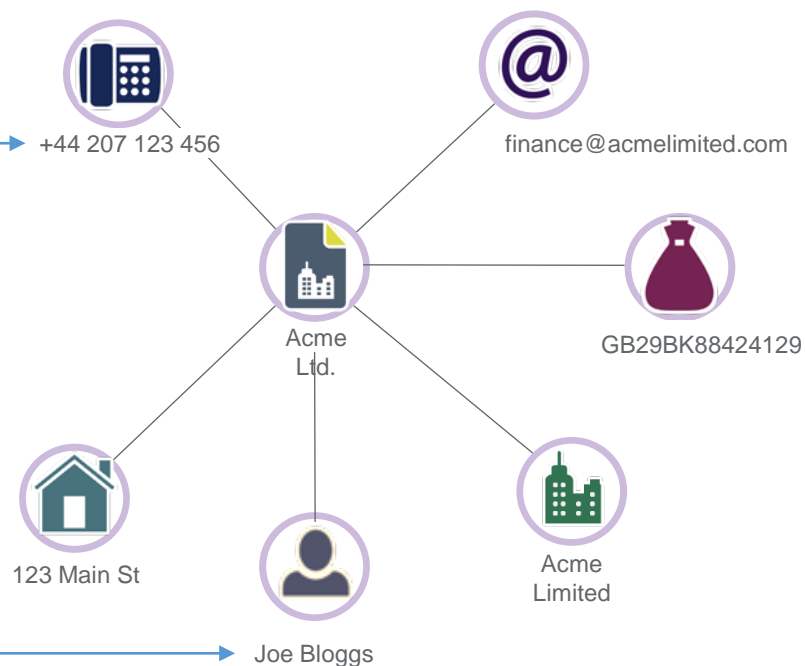 +44 207 123 456
finance@acmelimited.com
Acme
Ltd.
GB29BK88424129
123 Main St
Acme
Limited
Joe Bloggs